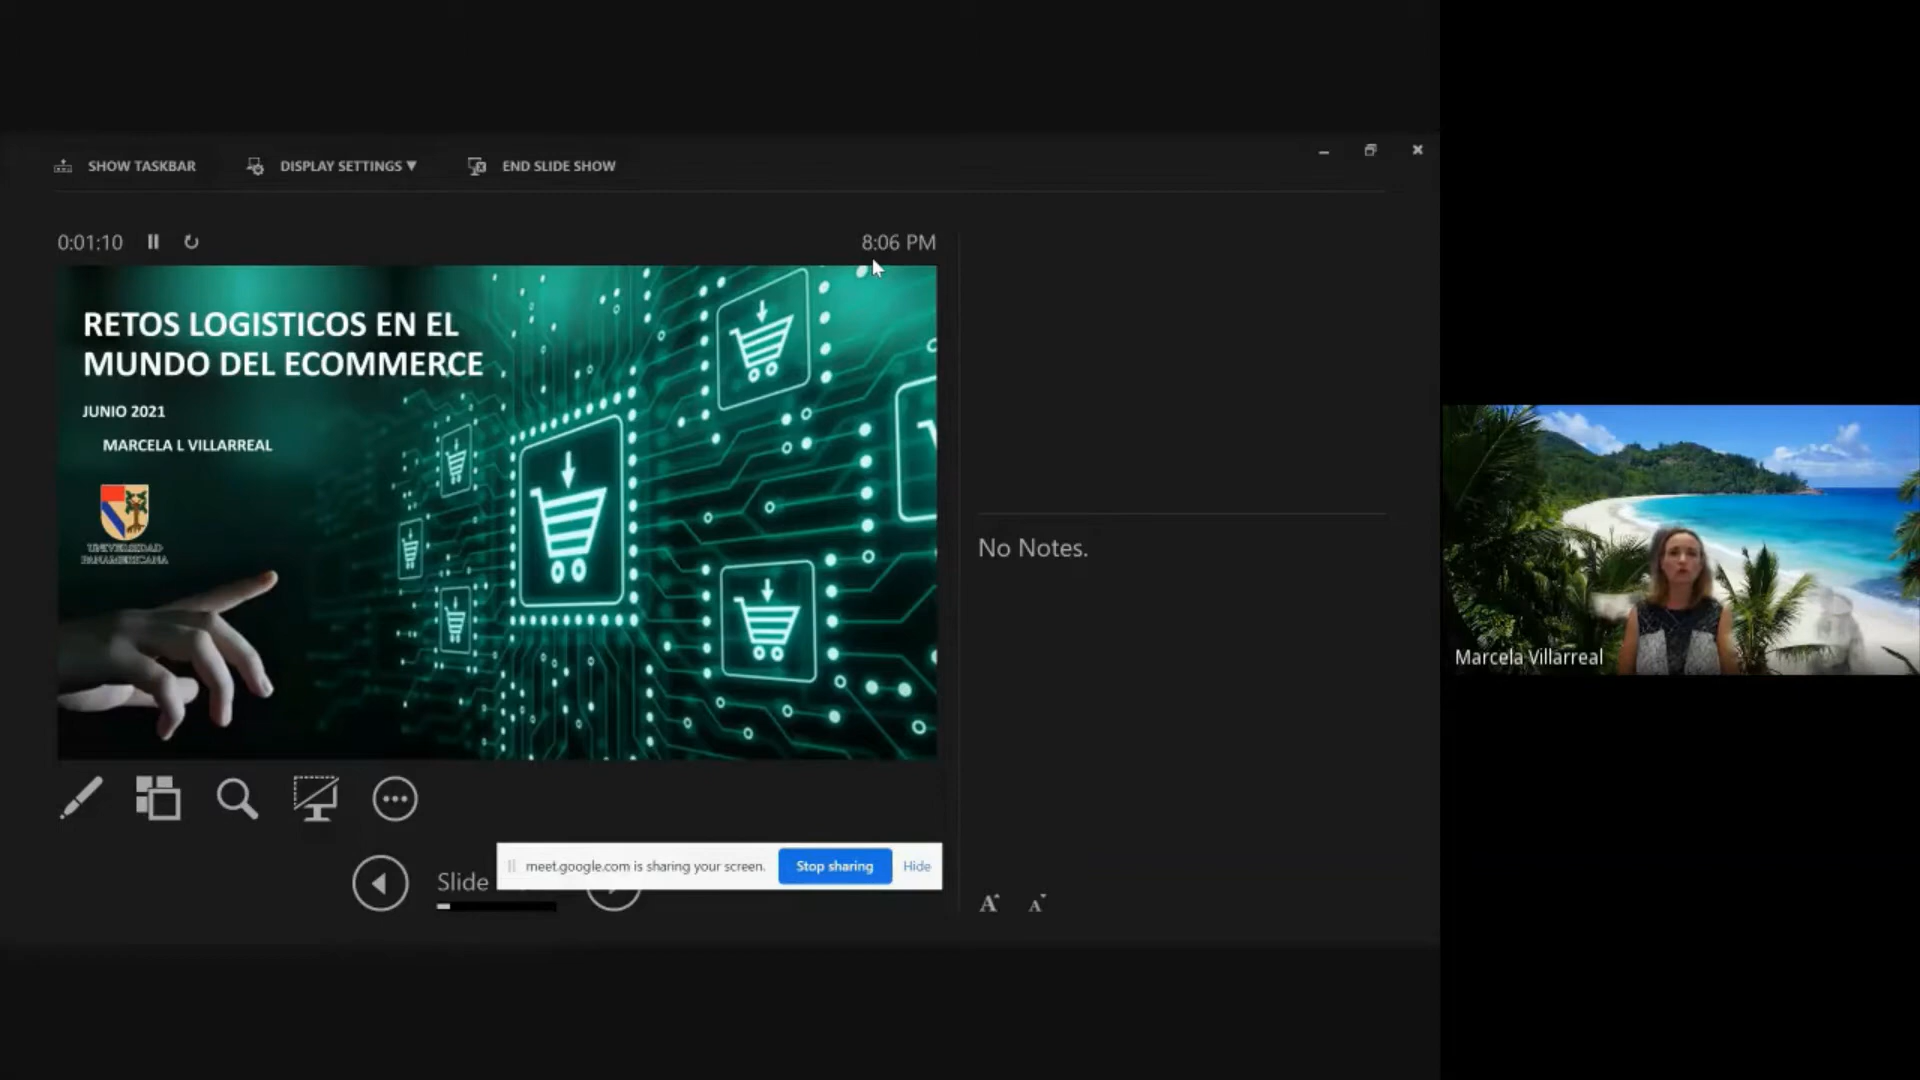 SHOW TASKBAR
DISPLAY SETTINGS ▼
END SLIDE SHOW
0:01:10
8:06 PM
RETOS LOGISTICOS EN EL
MUNDO DEL ECOMMERCE
JUNIO 2021
MARCELA L VILLARREAL
UNIVERSIDAD
PANAMERICANA
No Notes.
Marcela Villarreal
meet.google.com is sharing your screen.
Stop sharing
Hide
Slide
A
A